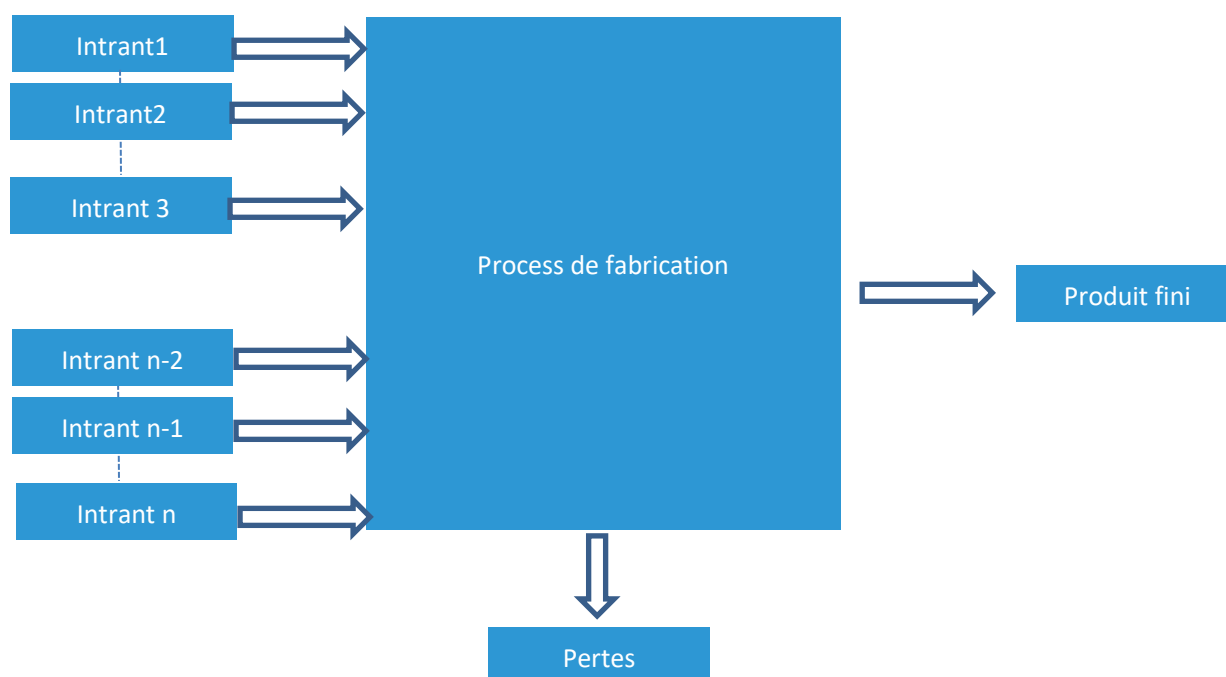 Intrant1
Intrant2
Intrant 3
Process de fabrication
Produit fini
Intrant n-2
Intrant n-1
Intrant n
Pertes